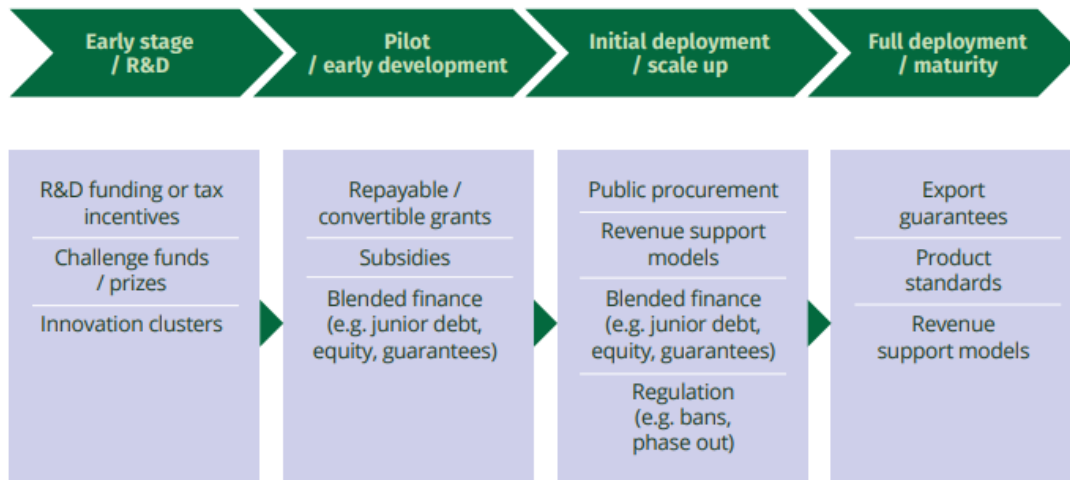 Early stage
/ R&D
Pilot
/ early development
Initial deployment
/ scale up
Full deployment
/ maturity
R&D funding or tax
incentives
Challenge funds
/ prizes
Innovation clusters
Repayable /
convertible grants
Subsidies
Blended finance
(e.g. junior debt,
equity, guarantees)
Public procurement
Revenue support
models
Blended finance
(e.g. junior debt,
equity, guarantees)
Regulation
(e.g. bans,
phase out)
Export
guarantees
Product
standards
Revenue
support models